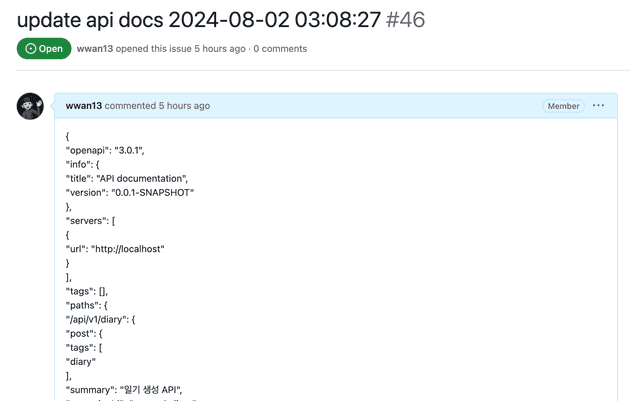 update api docs 2024-08-02 03:08:27 #46
Open wwan13 opened this issue 5 hours ago · 0 comments
wwan13 commented 5 hours ago Member ...
{
"openapi": "3.0.1",
"info": {
"title": "API documentation",
"version": "0.0.1-SNAPSHOT"
},
"servers": [
{
"url": "http://localhost"
}
],
"tags": [],
"paths": {
"/api/v1/diary": {
"post": {
"tags": [
"diary"
],
"summary": "일기 생성 API",